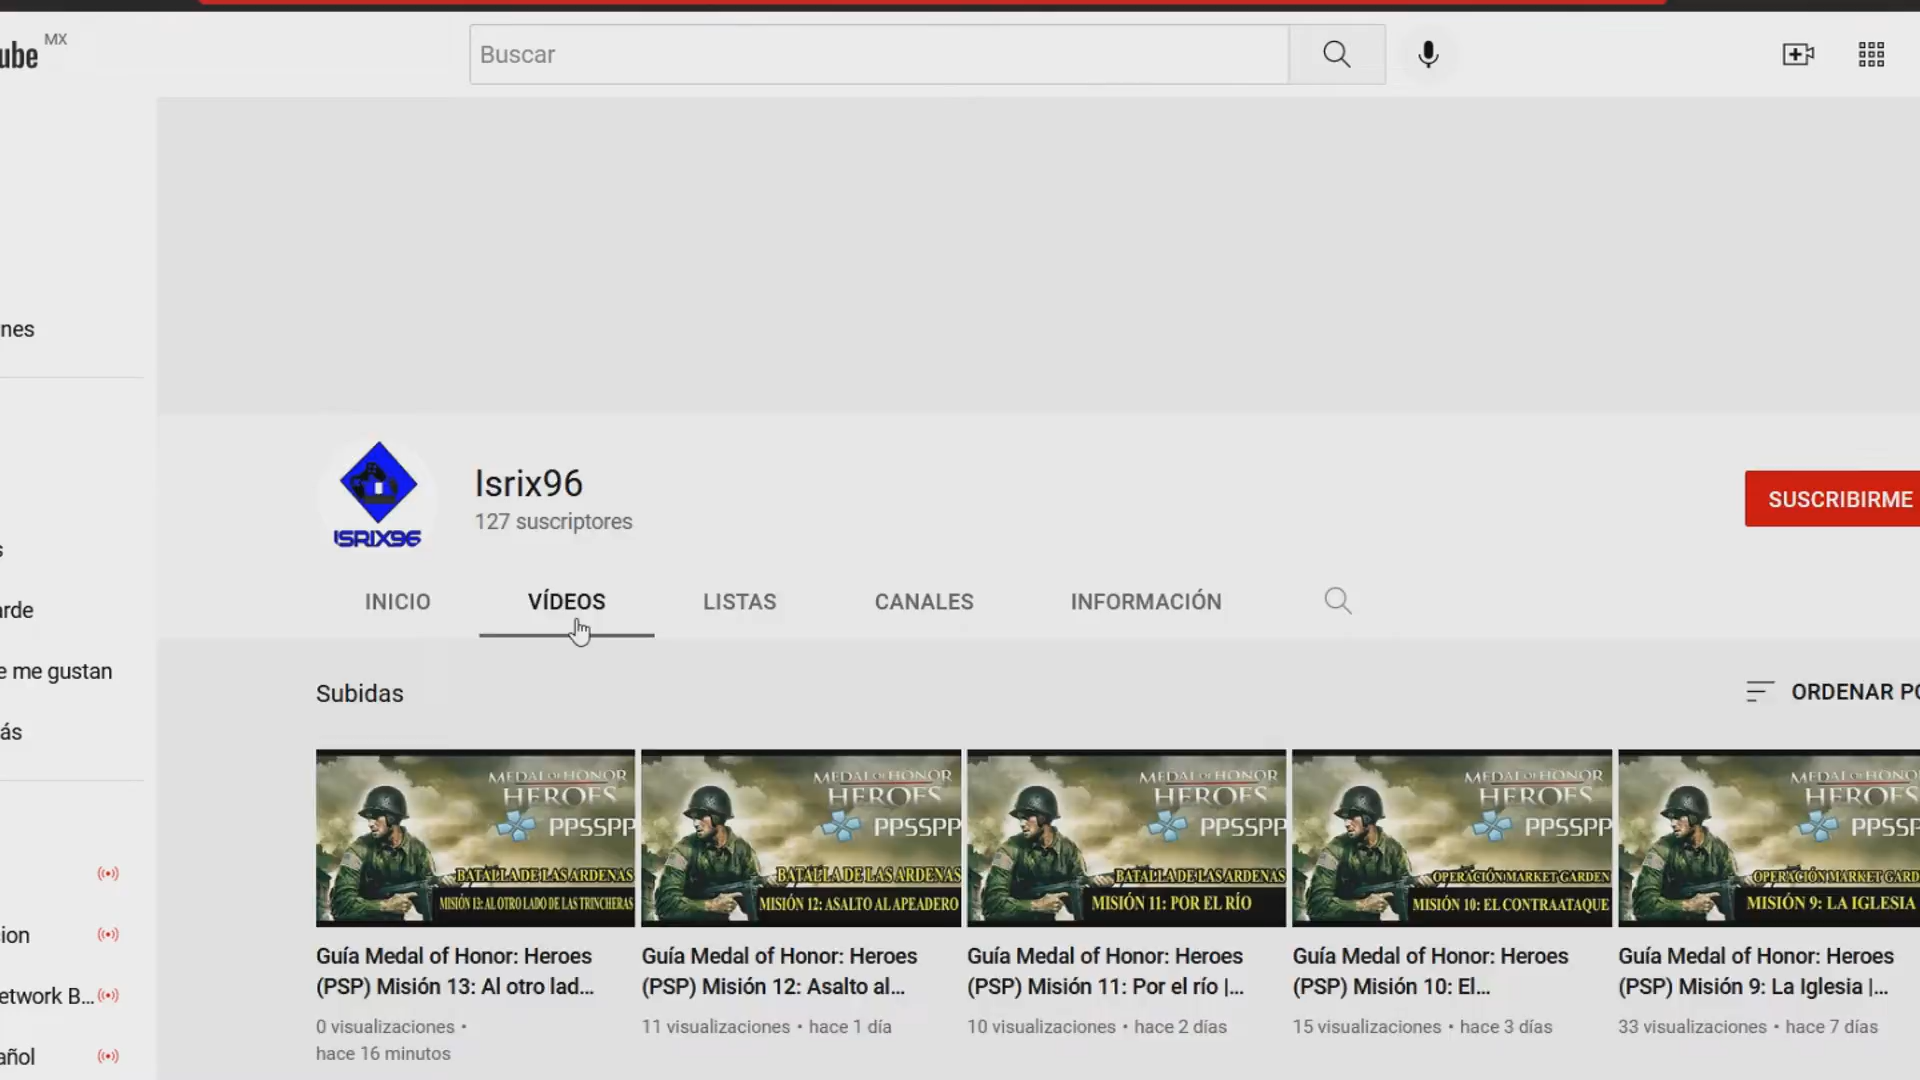 ube MX
Buscar
nes
Isrix96
127 suscriptores
ISRIX96
SUSCRIBIRME
INICIO
VÍDEOS
LISTAS
CANALES
INFORMACIÓN
s
arde
e me gustan
ás
Subidas
ORDENAR PO
MEDAL OF HONOR
HEROES
PPSSPP
BATALLA DE LAS ARDENAS
MISIÓN 13: AL OTRO LADO DE LAS TRINCHERAS
MEDAL OF HONOR
HEROES
PPSSPP
BATALLA DE LAS ARDENAS
MISIÓN 12: ASALTO AL APEADERO
MEDAL OF HONOR
HEROES
PPSSPP
BATALLA DE LAS ARDENAS
MISIÓN 11: POR EL RÍO
MEDAL OF HONOR
HEROES
PPSSPP
OPERACIÓN MARKET GARDEN
MISIÓN 10: EL CONTRAATAQUE
MEDAL OF HONO
HEROES
PPSSP
OPERACIÓN MARKET GARD
MISIÓN 9: LA IGLESIA
Guía Medal of Honor: Heroes
(PSP) Misión 13: Al otro lad...
0 visualizaciones •
hace 16 minutos
Guía Medal of Honor: Heroes
(PSP) Misión 12: Asalto al...
11 visualizaciones • hace 1 día
Guía Medal of Honor: Heroes
(PSP) Misión 11: Por el río |...
10 visualizaciones • hace 2 días
Guía Medal of Honor: Heroes
(PSP) Misión 10: El...
15 visualizaciones • hace 3 días
Guía Medal of Honor: Heroes
(PSP) Misión 9: La Iglesia |...
33 visualizaciones • hace 7 días
cion
etwork B...
añol